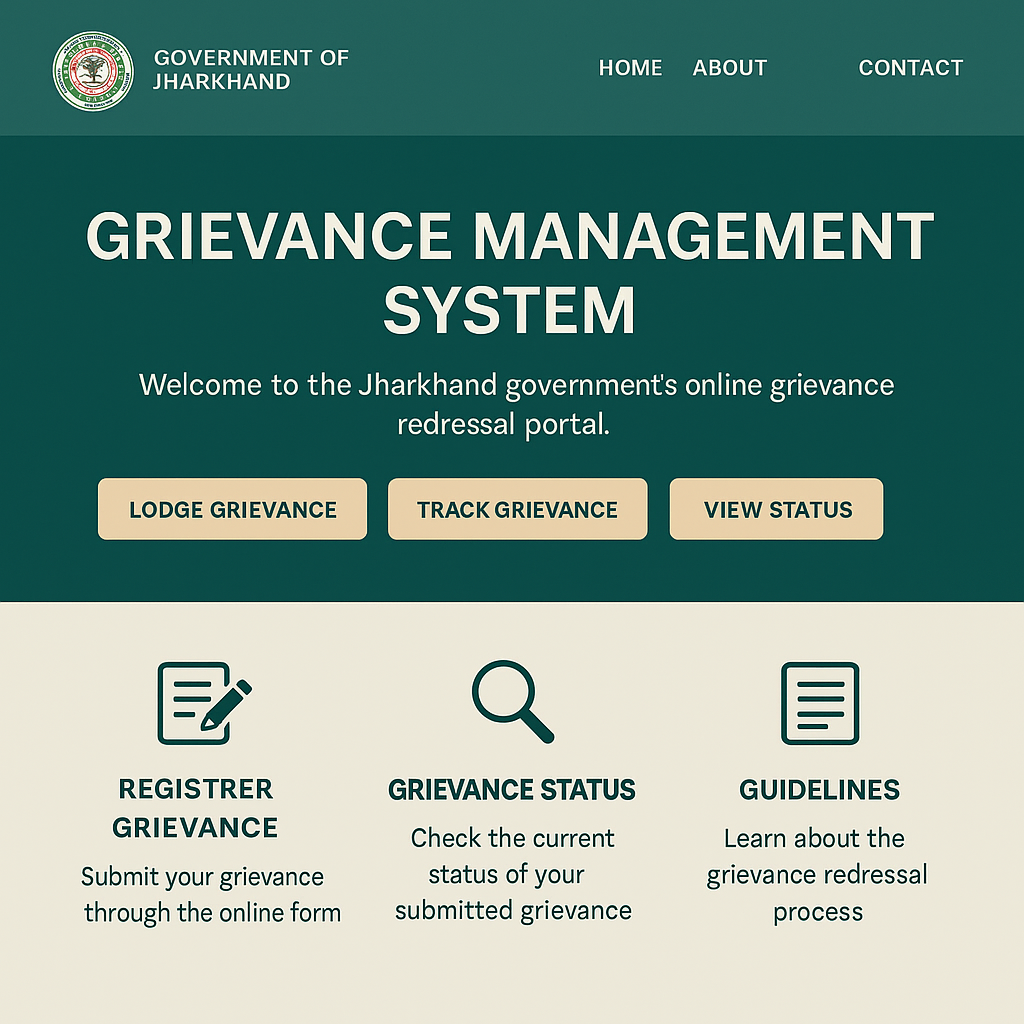 GOVERNMENT OF
JHARKHAND
HOME ABOUT CONTACT
GRIEVANCE MANAGEMENT
SYSTEM
Welcome to the Jharkhand government's online grievance
redressal portal.
LODGE GRIEVANCE TRACK GRIEVANCE VIEW STATUS
REGISTRER
GRIEVANCE
Submit your grievance
through the online form
GRIEVANCE STATUS
Check the current
status of your
submitted grievance
GUIDELINES
Learn about the
grievance redressal
process